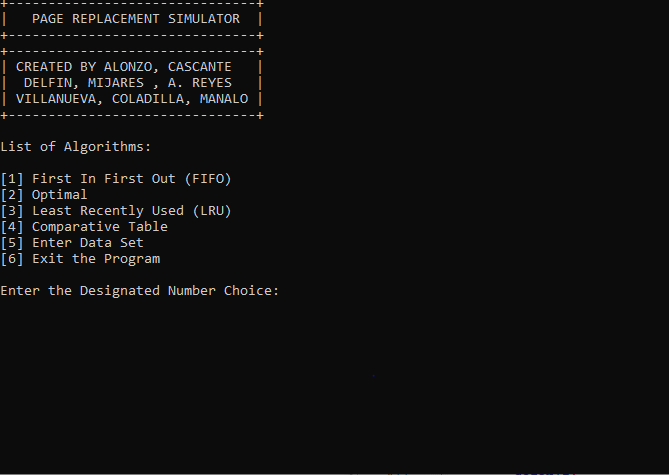 PAGE REPLACEMENT SIMULATOR
CREATED BY ALONZO, CASCANTE
DELFIN, MIJARES , A. REYES
VILLANUEVA, COLADILLA, MANALO
List of Algorithms:
[1] First In First Out (FIFO)
[2] Optimal
[3] Least Recently Used (LRU)
[4] Comparative Table
[5] Enter Data Set
[6] Exit the Program
Enter the Designated Number Choice: